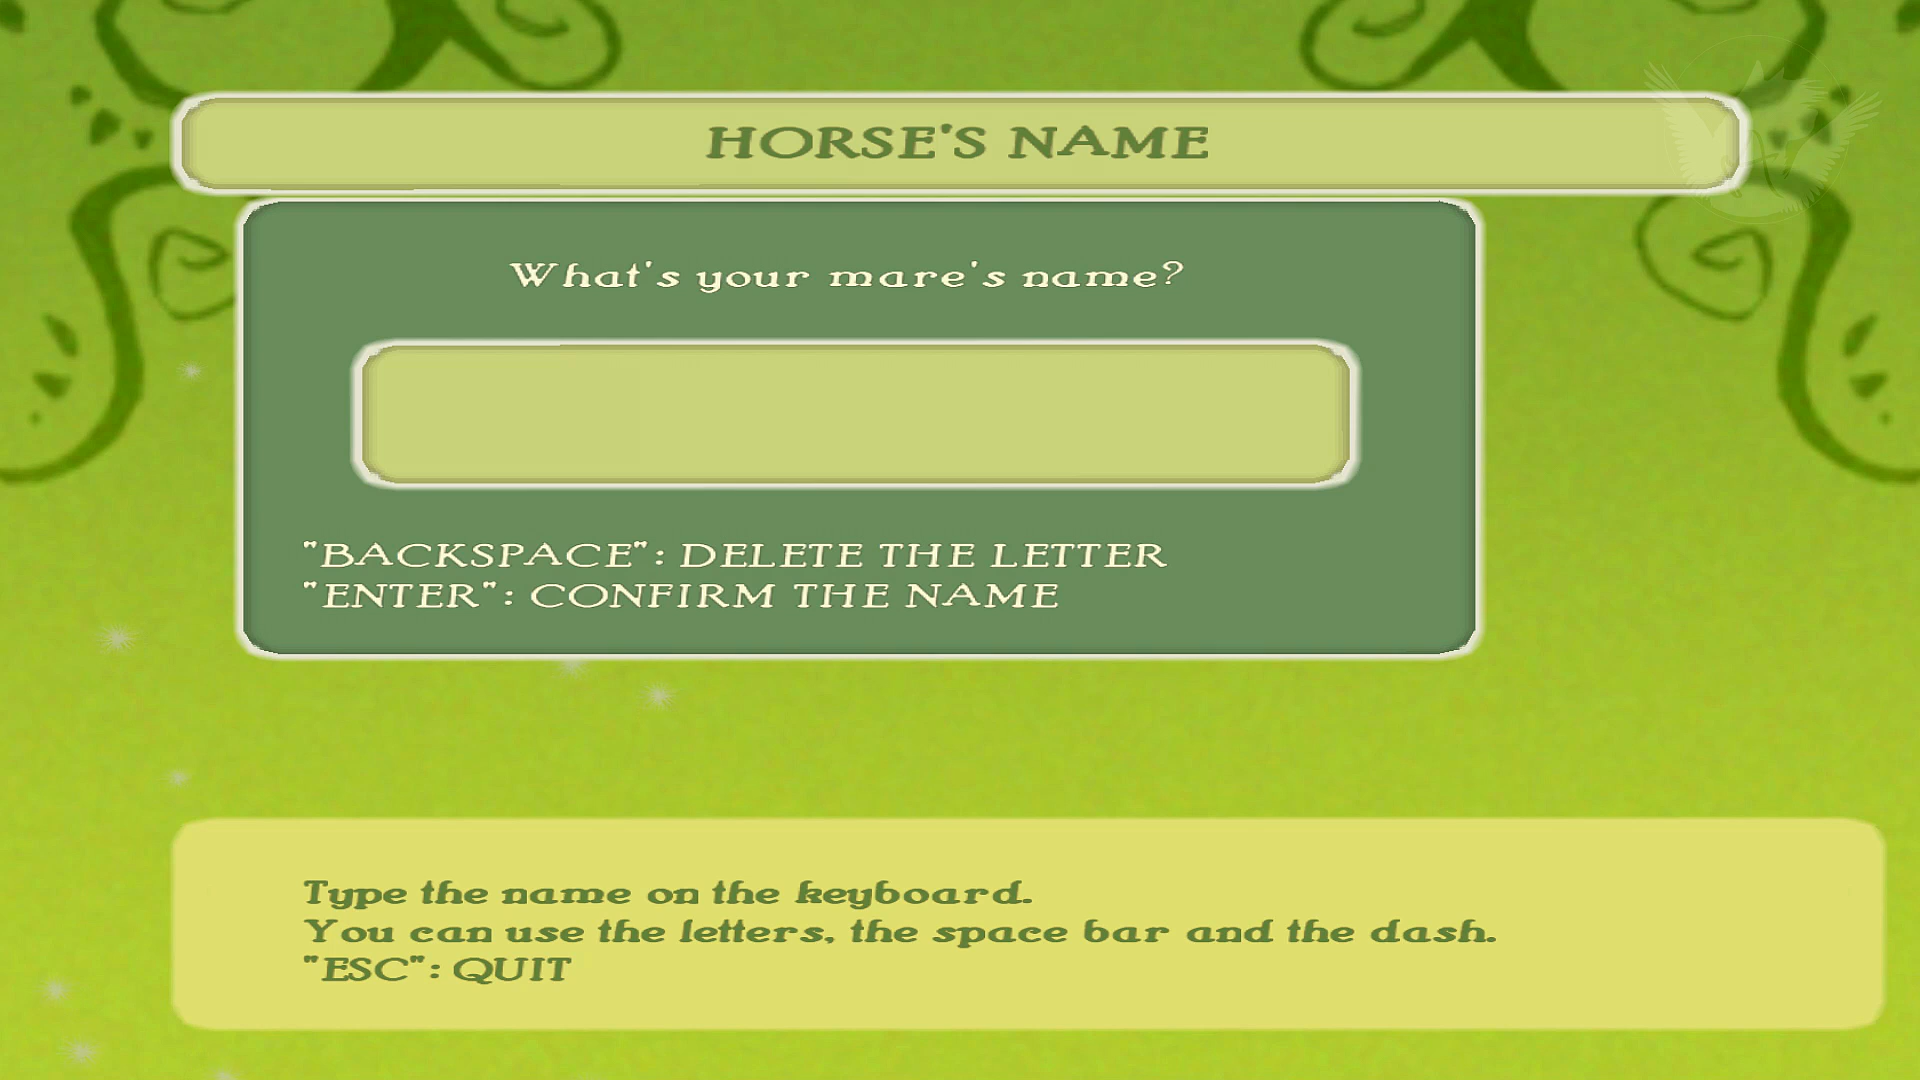 HORSE'S NAME
What's your mare's name?
"BACKSPACE": DELETE THE LETTER
"ENTER": CONFIRM THE NAME
Type the name on the keyboard.
You can use the letters, the space bar and the dash.
"ESC": QUIT